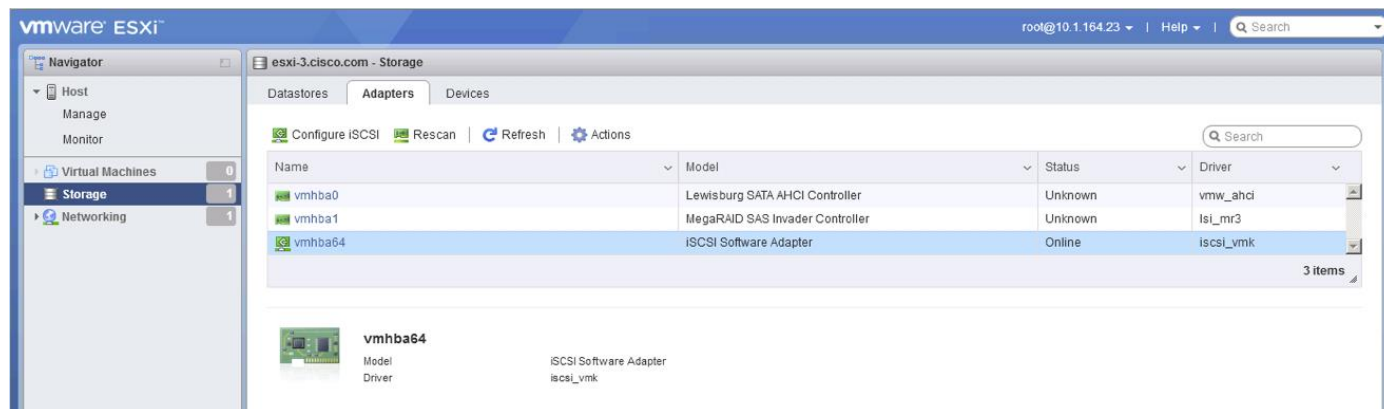 vmware ESXi™
root@10.1.164.23 | Help | Search
Navigator
Host
Manage
Monitor
Virtual Machines 0
Storage 1
Networking 1
esxi-3.cisco.com - Storage
Datastores Adapters Devices
Configure iSCSI Rescan | Refresh | Actions
Search
Name Model Status Driver
vmhba0 Lewisburg SATA AHCI Controller Unknown vmw_ahci
vmhba1 MegaRAID SAS Invader Controller Unknown lsi_mr3
vmhba64 iSCSI Software Adapter Online iscsi_vmk
3 items
vmhba64
Model iSCSI Software Adapter
Driver iscsi_vmk